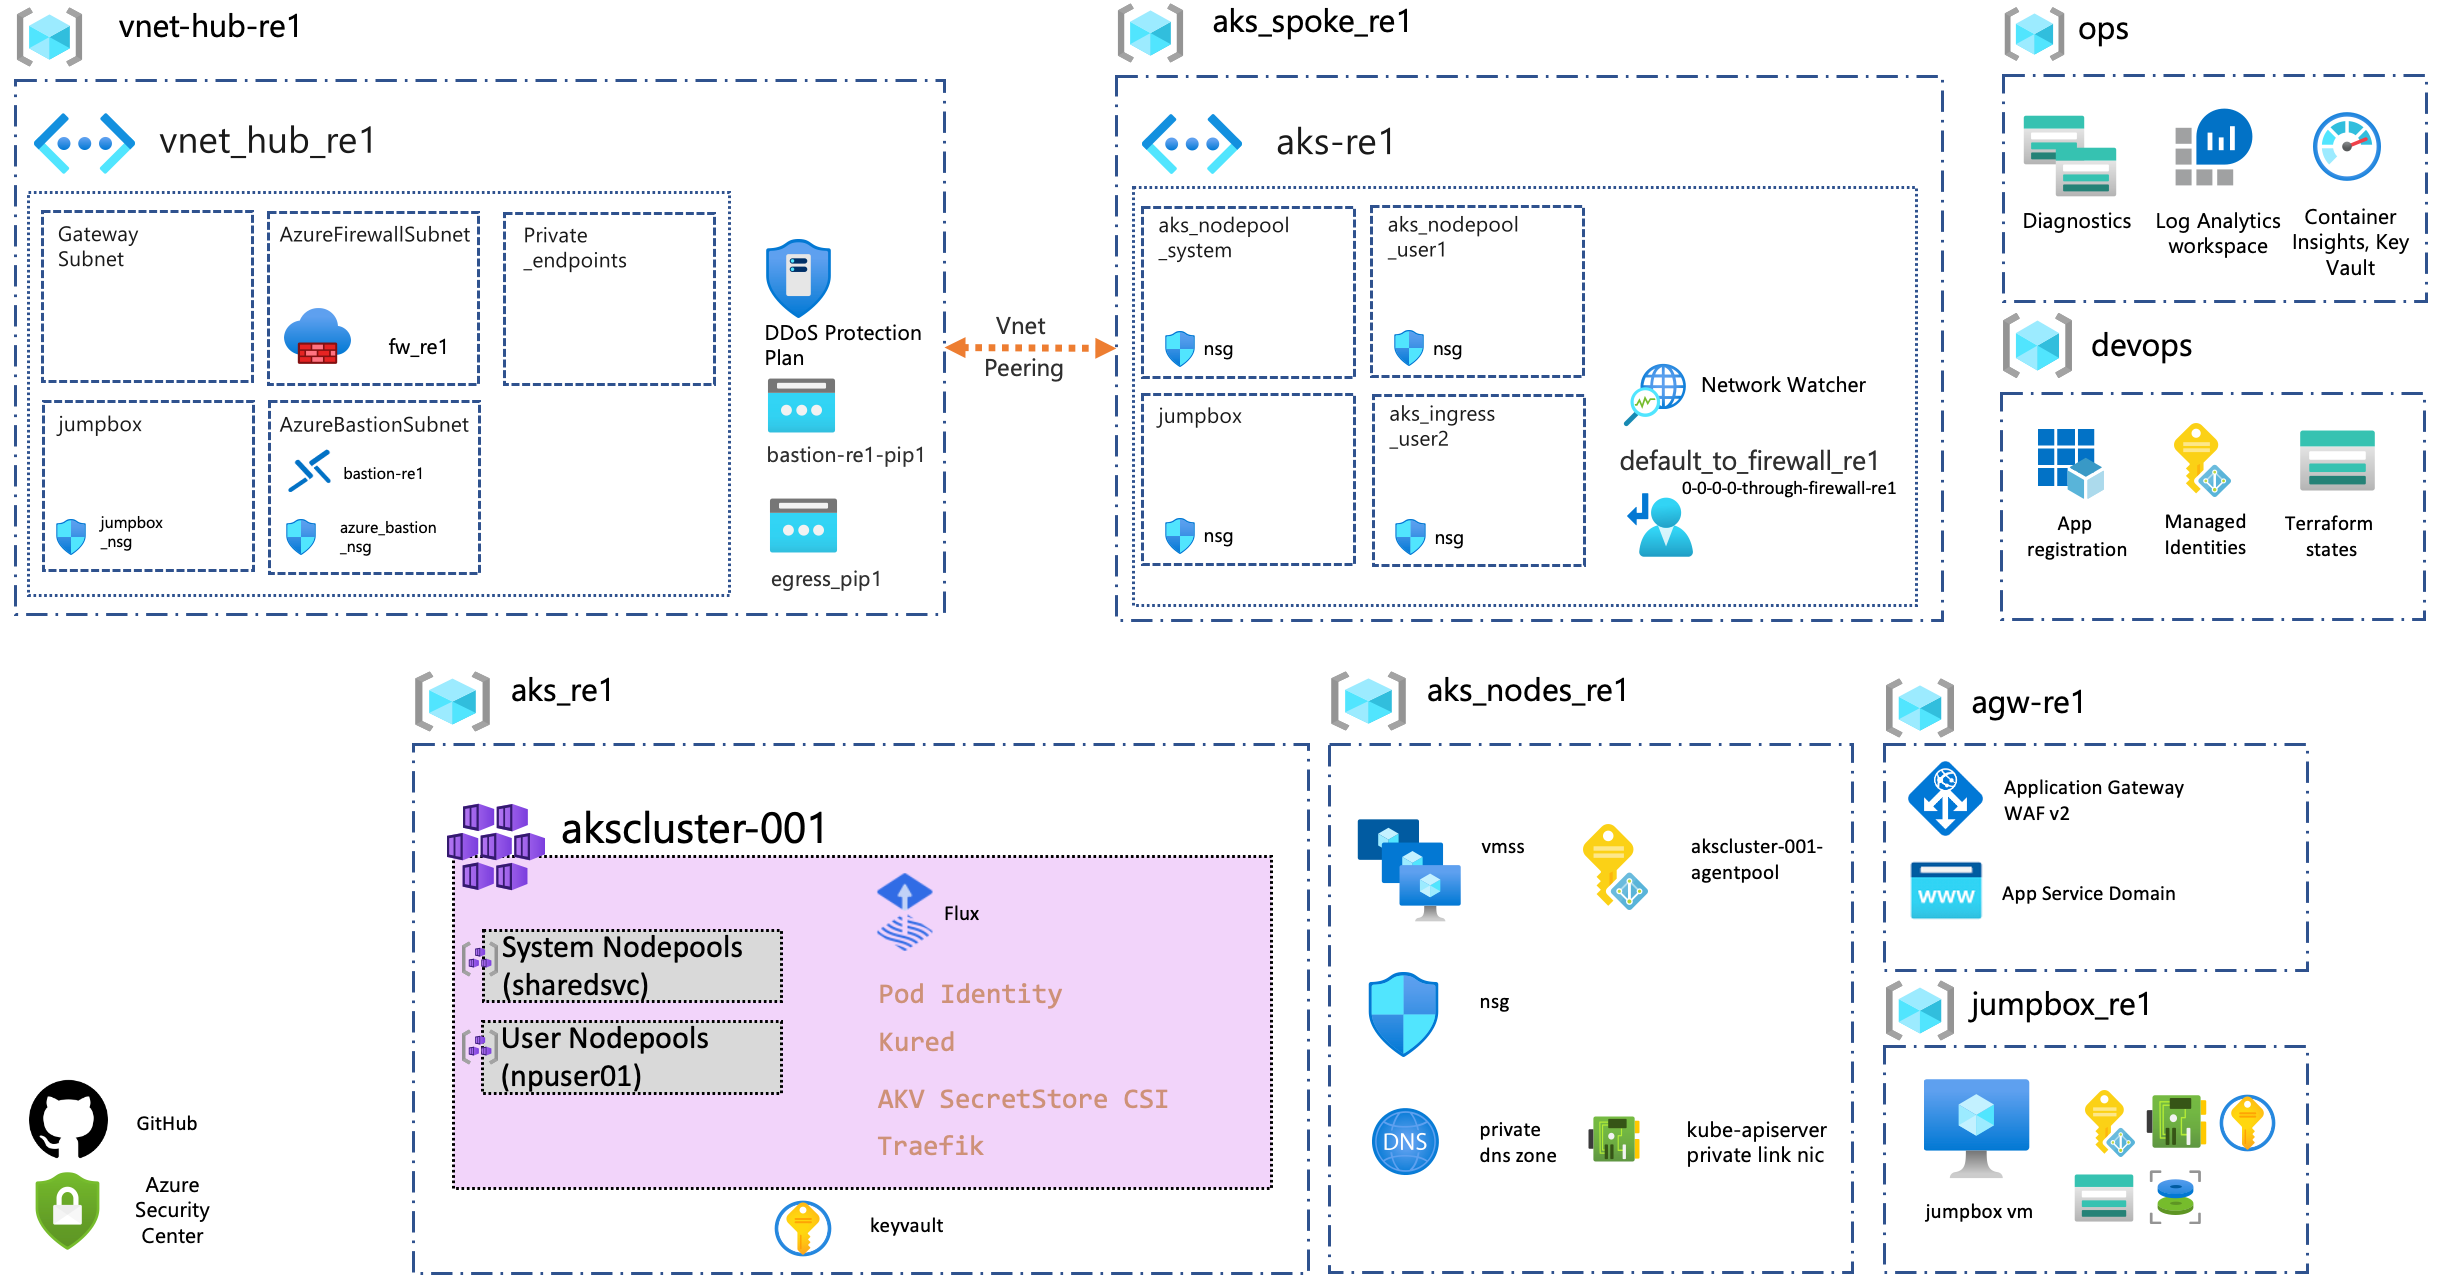 vnet-hub-re1
vnet_hub_re1
Gateway
Subnet
AzureFirewallSubnet
fw_re1
Private
_endpoints
jumpbox
jumpbox
_nsg
AzureBastionSubnet
bastion-re1
azure_bastion
_nsg
DDoS Protection
Plan
bastion-re1-pip1
egress_pip1
Vnet
Peering
aks_spoke_re1
aks-re1
aks_nodepool
_system
nsg
aks_nodepool
_user1
nsg
jumpbox
nsg
aks_ingress
_user2
nsg
Network Watcher
default_to_firewall_re1
0-0-0-0-through-firewall-re1
ops
Diagnostics
Log Analytics
workspace
Container
Insights, Key
Vault
devops
App
registration
Managed
Identities
Terraform
states
aks_re1
akscluster-001
System Nodepools
(sharedsvc)
User Nodepools
(npuser01)
Flux
Pod Identity
Kured
AKV SecretStore CSI
Traefik
keyvault
aks_nodes_re1
vmss
akscluster-001-
agentpool
nsg
DNS
private
dns zone
kube-apiserver
private link nic
agw-re1
Application Gateway
WAF v2
www
App Service Domain
jumpbox_re1
jumpbox vm
GitHub
Azure
Security
Center